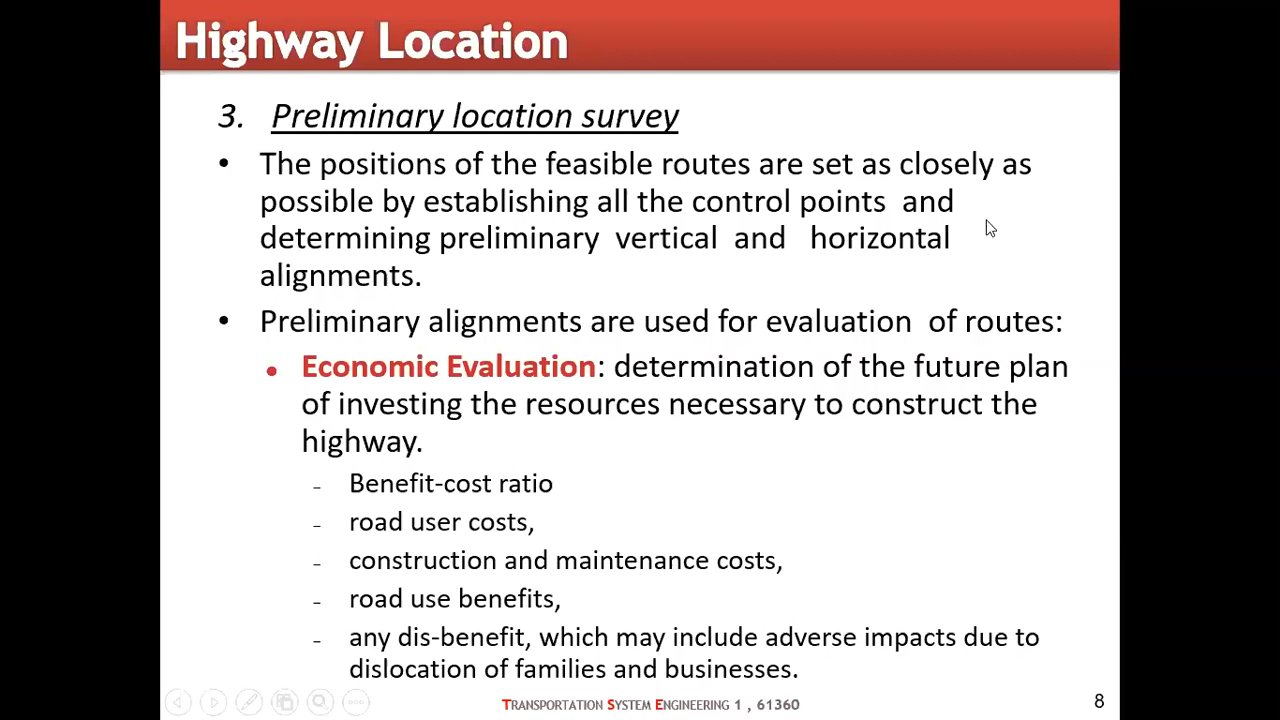 Highway Location
3. Preliminary location survey
• The positions of the feasible routes are set as closely as
possible by establishing all the control points and
determining preliminary vertical and horizontal
alignments.
• Preliminary alignments are used for evaluation of routes:
• Economic Evaluation: determination of the future plan
of investing the resources necessary to construct the
highway.
- Benefit-cost ratio
- road user costs,
- construction and maintenance costs,
- road use benefits,
- any dis-benefit, which may include adverse impacts due to
dislocation of families and businesses.
TRANSPORTATION SYSTEM ENGINEERING 1 , 61360
8